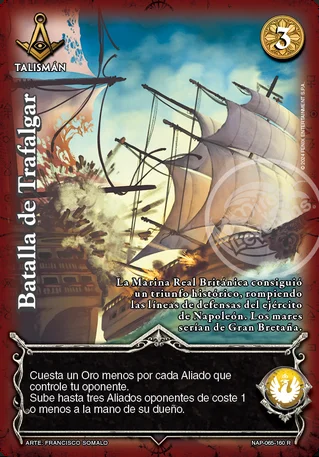 TALISMÁN
3
Batalla de Trafalgar
© 2024 FENIX ENTERTAINMENT S.P.A.
La Marina Real Británica consiguió
un triunfo histórico, rompiendo
las líneas de defensas del ejército
de Napoleón. Los mares
serían de Gran Bretaña.
Cuesta un Oro menos por cada Aliado que
controle tu oponente.
Sube hasta tres Aliados oponentes de coste 1
o menos a la mano de su dueño.
ARTE: FRANCISCO SOMALO
NAP-065-160 R